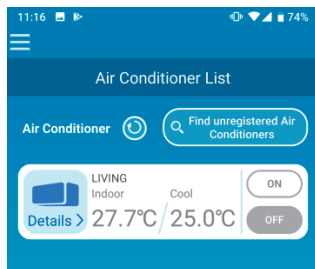 11:16 74%
Air Conditioner List
Air Conditioner
Find unregistered Air
Conditioners
LIVING
Indoor Cool
Details > 27.7℃ 25.0℃
ON
OFF